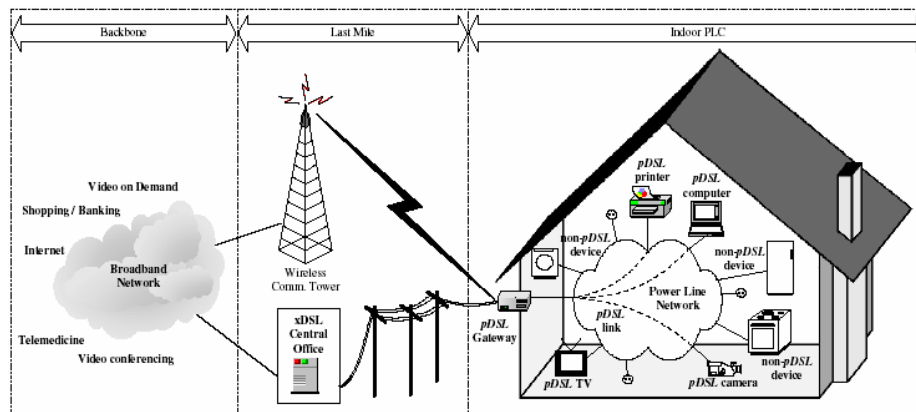 Backbone
Last Mile
Indoor PLC
Video on Demand
Shopping / Banking
Internet
Broadband
Network
Telemedicine
Video conferencing
Wireless
Comm. Tower
xDSL
Central
Office
pDSL
Gateway
pDSL
printer
pDSL
computer
non-pDSL
device
non-pDSL
device
Power Line
Network
pDSL
link
pDSL TV
pDSL camera
non-pDSL
device